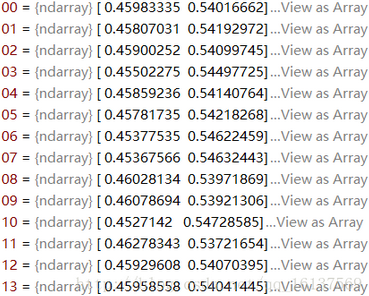 00 = {ndarray} [ 0.45983335  0.54016662]...View as Array
01 = {ndarray} [ 0.45807031  0.54192972]...View as Array
02 = {ndarray} [ 0.45900252  0.54099745]...View as Array
03 = {ndarray} [ 0.45502275  0.54497725]...View as Array
04 = {ndarray} [ 0.45859236  0.54140764]...View as Array
05 = {ndarray} [ 0.45781735  0.54218268]...View as Array
06 = {ndarray} [ 0.45377535  0.54622459]...View as Array
07 = {ndarray} [ 0.45367566  0.54632443]...View as Array
08 = {ndarray} [ 0.46028134  0.53971869]...View as Array
09 = {ndarray} [ 0.46078694  0.53921306]...View as Array
10 = {ndarray} [ 0.4527142   0.54728585]...View as Array
11 = {ndarray} [ 0.46278343  0.53721654]...View as Array
12 = {ndarray} [ 0.45929608  0.54070395]...View as Array
13 = {ndarray} [ 0.45958558  0.54041445]...View as Array